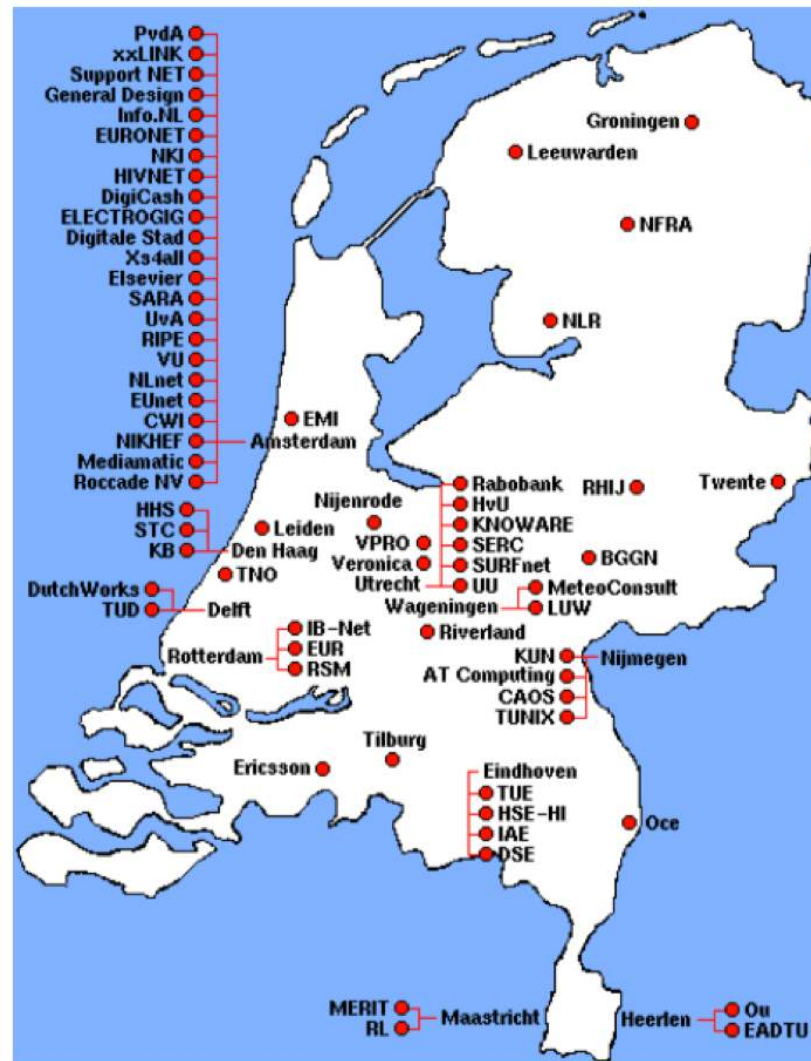 PvdA
xxLINK
Support NET
General Design
Info.NL
EURONET
NKI
HIVNET
DigiCash
ELECTROGIG
Digitale Stad
Xs4all
Elsevier
SARA
UvA
RIPE
VU
NLnet
EUnet
CWI
NIKHEF
Amsterdam
Mediamatic
Roccade NV
Groningen
Leeuwarden
NFRA
NLR
EMI
HHS
STC
KB
Den Haag
Leiden
Nijenrode
VPRO
Veronica
Utrecht
Rabobank
HvU
KNOWARE
SERC
SURFnet
UU
RHIJ
Twente
BGGN
TNO
DutchWorks
TUD
Delft
Wageningen
MeteoConsult
LUW
Rotterdam
IB-Net
EUR
RSM
Riverland
KUN
Nijmegen
AT Computing
CAOS
TUNIX
Tilburg
Ericsson
Eindhoven
TUE
HSE-HI
IAE
DSE
Oce
MERIT
RL
Maastricht
Heerlen
Ou
EADTU